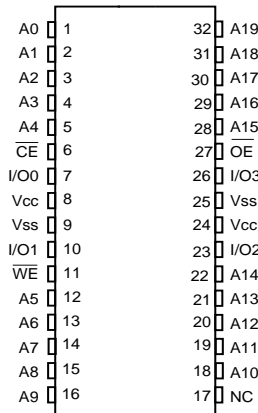 A0 1 32 A19
A1 2 31 A18
A2 3 30 A17
A3 4 29 A16
A4 5 28 A15
C̅E̅ 6 27 O̅E̅
I/O0 7 26 I/O3
Vcc 8 25 Vss
Vss 9 24 Vcc
I/O1 10 23 I/O2
W̅E̅ 11 22 A14
A5 12 21 A13
A6 13 20 A12
A7 14 19 A11
A8 15 18 A10
A9 16 17 NC